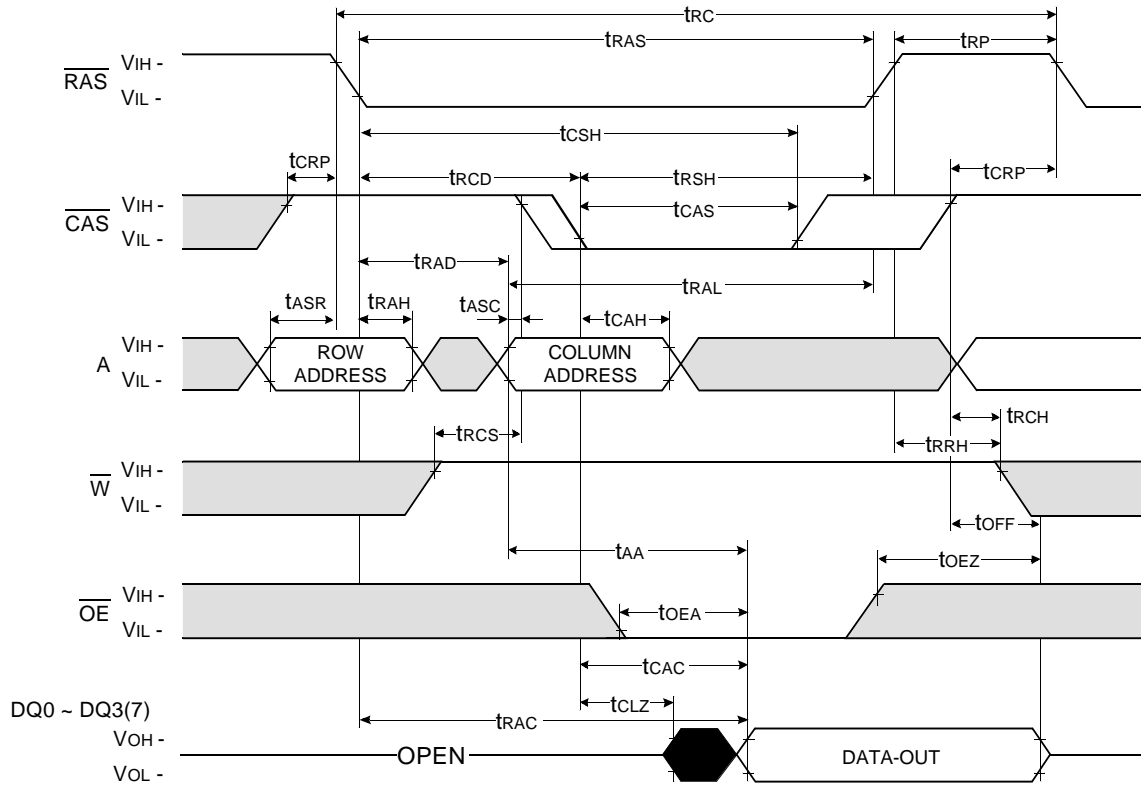 tRC
tRAS
tRP
RAS
VIH -
VIL -
tCSH
tCRP
tRCD
tRSH
tCRP
CAS
VIH -
VIL -
tCAS
tRAD
tRAL
tASR
tRAH
tASC
tCAH
A
VIH -
VIL -
ROW
ADDRESS
COLUMN
ADDRESS
tRCS
tRCH
tRRH
W
VIH -
VIL -
tOFF
tAA
tOEZ
OE
VIH -
VIL -
tOEA
tCAC
DQ0 ~ DQ3(7)
tCLZ
tRAC
VOH -
VOL -
OPEN
DATA-OUT